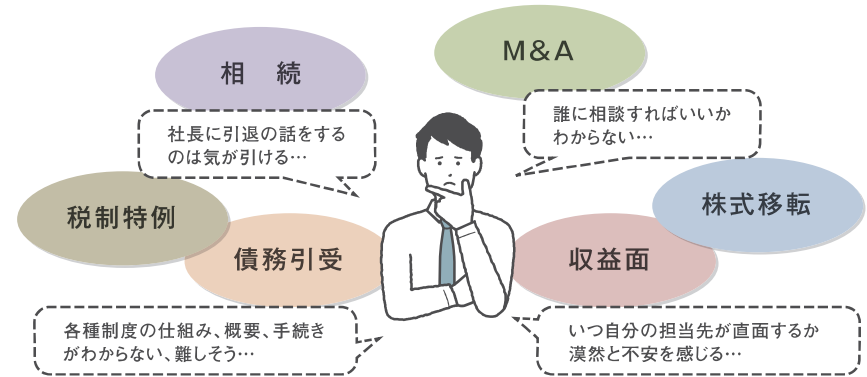 相　続
M&A
社長に引退の話をする
のは気が引ける…
誰に相談すればいいか
わからない…
税制特例
債務引受
収益面
株式移転
各種制度の仕組み、概要、手続き
がわからない、難しそう…
いつ自分の担当先が直面するか
漠然と不安を感じる…